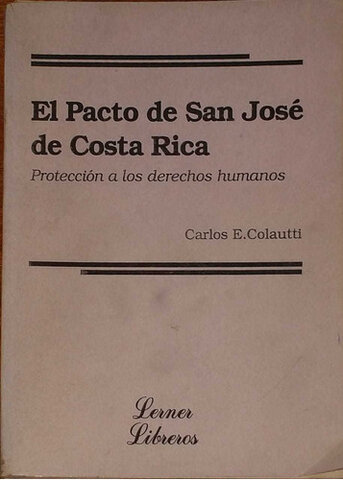 El Pacto de San José
de Costa Rica
Protección a los derechos humanos
Carlos E.Colautti
Lerner
Libreros